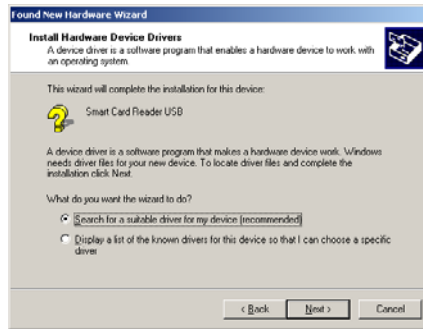 Found New Hardware Wizard
Install Hardware Device Drivers
A device driver is a software program that enables a hardware device to work with
an operating system.
This wizard will complete the installation for this device:
Smart Card Reader USB
A device driver is a software program that makes a hardware device work. Windows
needs driver files for your new device. To locate driver files and complete the
installation click Next.
What do you want the wizard to do?
Search for a suitable driver for my device (recommended)
Display a list of the known drivers for this device so that I can choose a specific
driver
< Back Next > Cancel